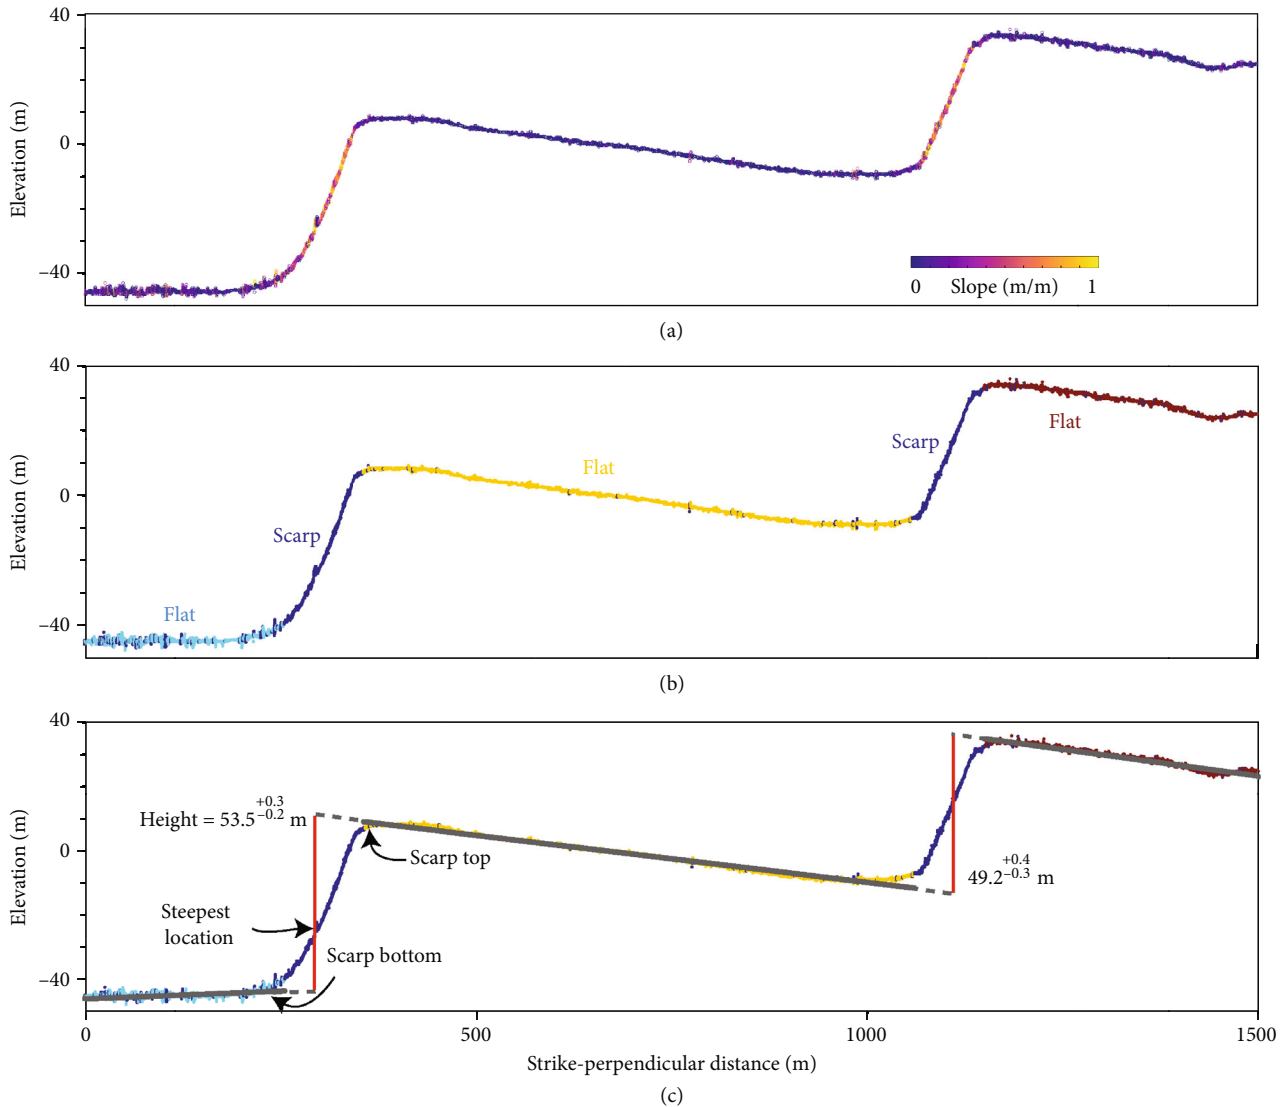 40
0
−40
Elevation (m)
0 Slope (m/m) 1
(a)
40
0
−40
Elevation (m)
Flat
Scarp
Flat
Scarp
Flat
(b)
40
0
−40
Elevation (m)
Height = 53.5 +0.3 −0.2 m
Scarp top
49.2 +0.4 −0.3 m
Steepest
location
Scarp bottom
0 500 1000 1500
Strike-perpendicular distance (m)
(c)